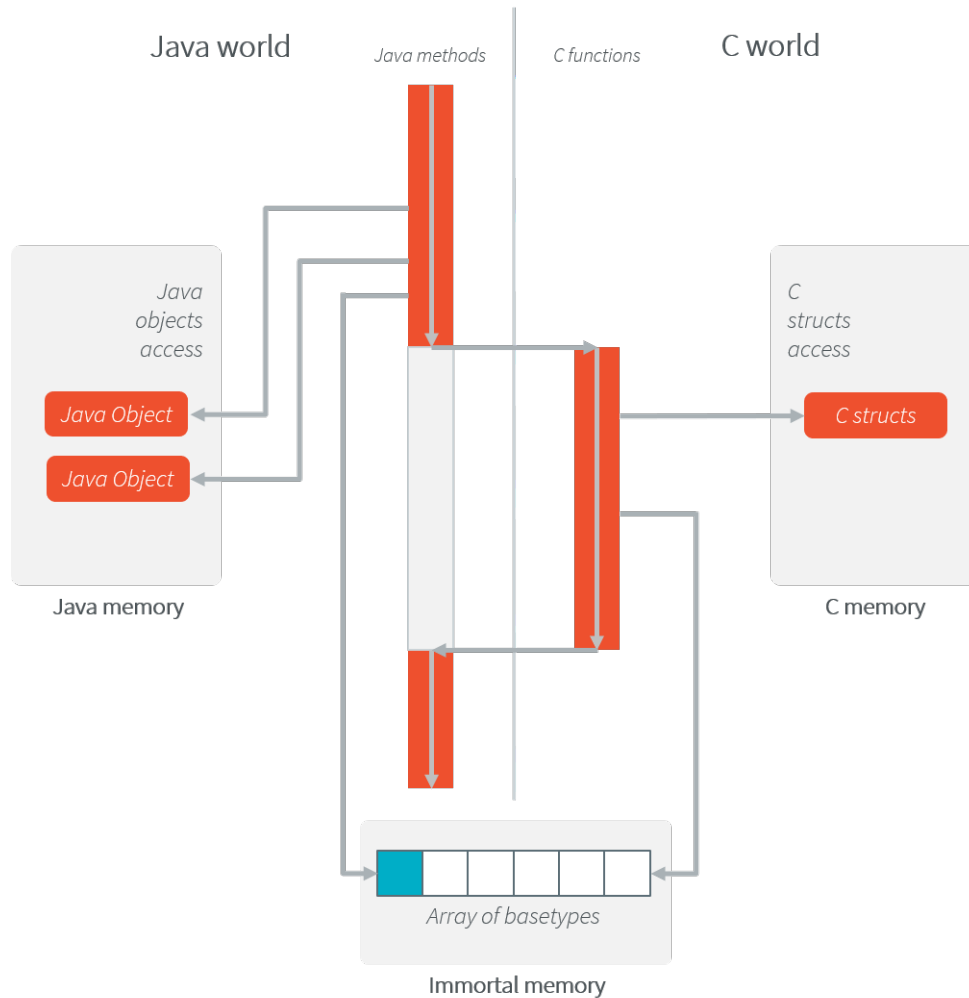 Java world
Java methods
C functions
C world
Java
objects
access
Java Object
Java Object
Java memory
C
structs
access
C structs
C memory
Array of basetypes
Immortal memory